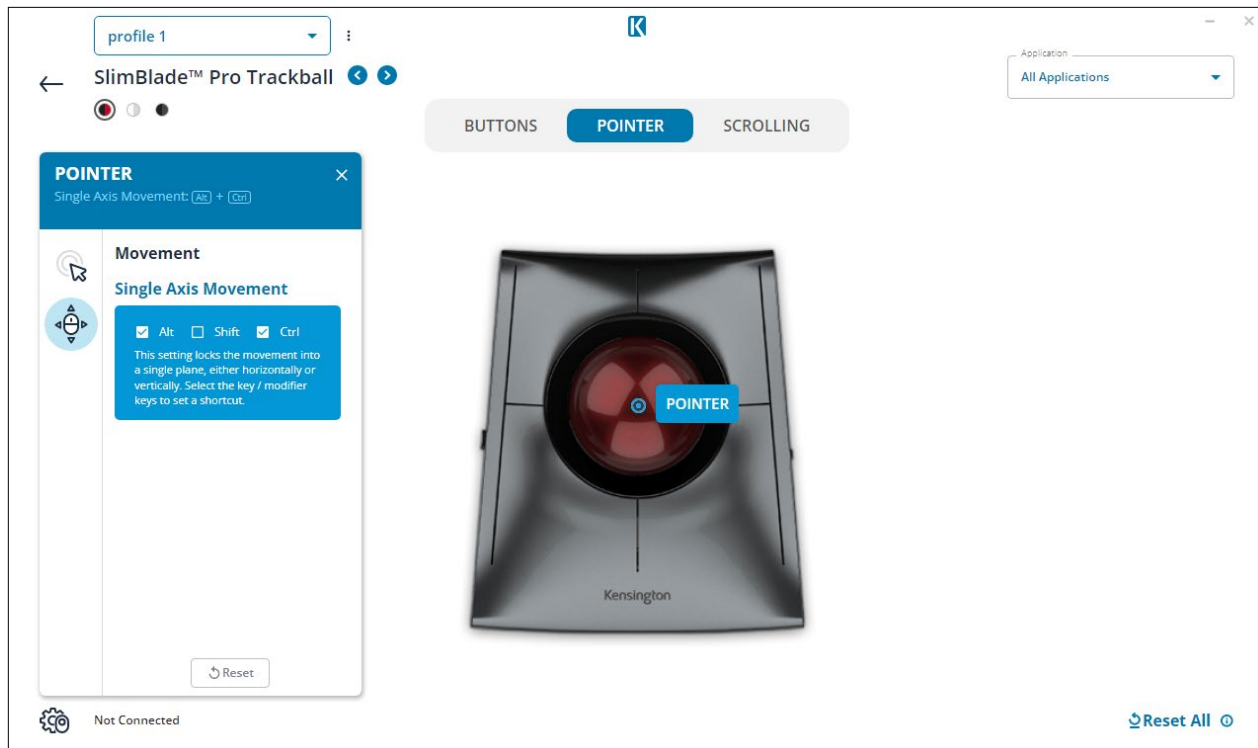 profile 1
Application
All Applications
SlimBlade™ Pro Trackball
BUTTONS
POINTER
SCROLLING
POINTER
Single Axis Movement: Alt + Ctrl
Movement
Single Axis Movement
Alt Shift Ctrl
This setting locks the movement into
a single plane, either horizontally or
vertically. Select the key / modifier
keys to set a shortcut.
Reset
POINTER
Kensington
Not Connected
Reset All